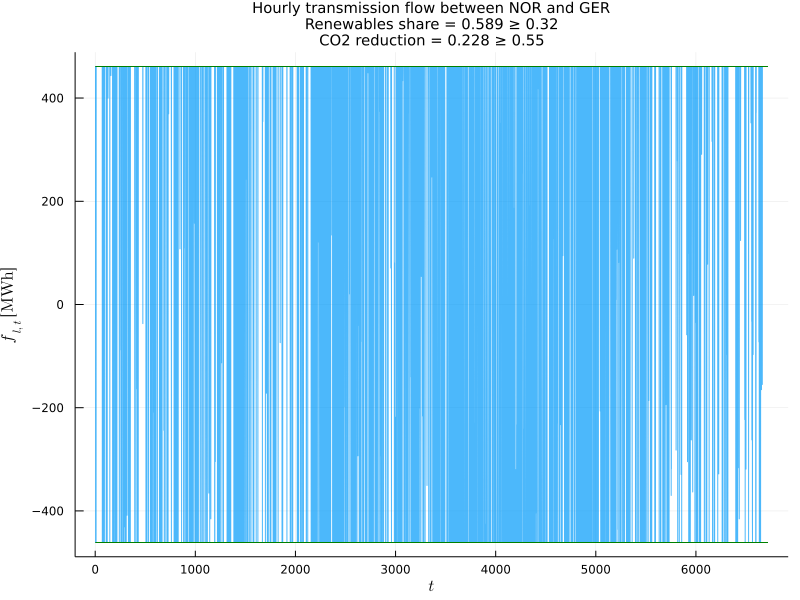 Hourly transmission flow between NOR and GER
Renewables share = 0.589 ≥ 0.32
CO2 reduction = 0.228 ≥ 0.55
400
200
0
−200
−400
f l,t [MWh]
0 1000 2000 3000 4000 5000 6000
t